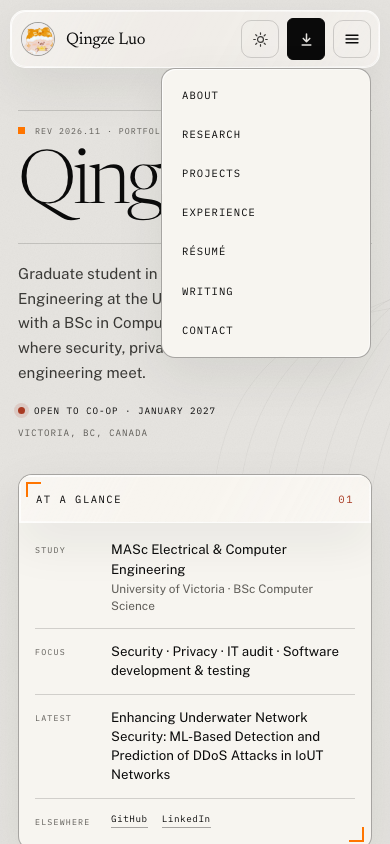 Qingze Luo
ABOUT
RESEARCH
PROJECTS
EXPERIENCE
RÉSUMÉ
WRITING
CONTACT
REV 2026.11 · PORTFOL
Qing
Graduate student in
Engineering at the U
with a BSc in Compu
where security, priva
engineering meet.
OPEN TO CO-OP · JANUARY 2027
VICTORIA, BC, CANADA
AT A GLANCE 01
STUDY MASc Electrical & Computer
Engineering
University of Victoria · BSc Computer
Science
FOCUS Security · Privacy · IT audit · Software
development & testing
LATEST Enhancing Underwater Network
Security: ML-Based Detection and
Prediction of DDoS Attacks in IoUT
Networks
ELSEWHERE GitHub LinkedIn